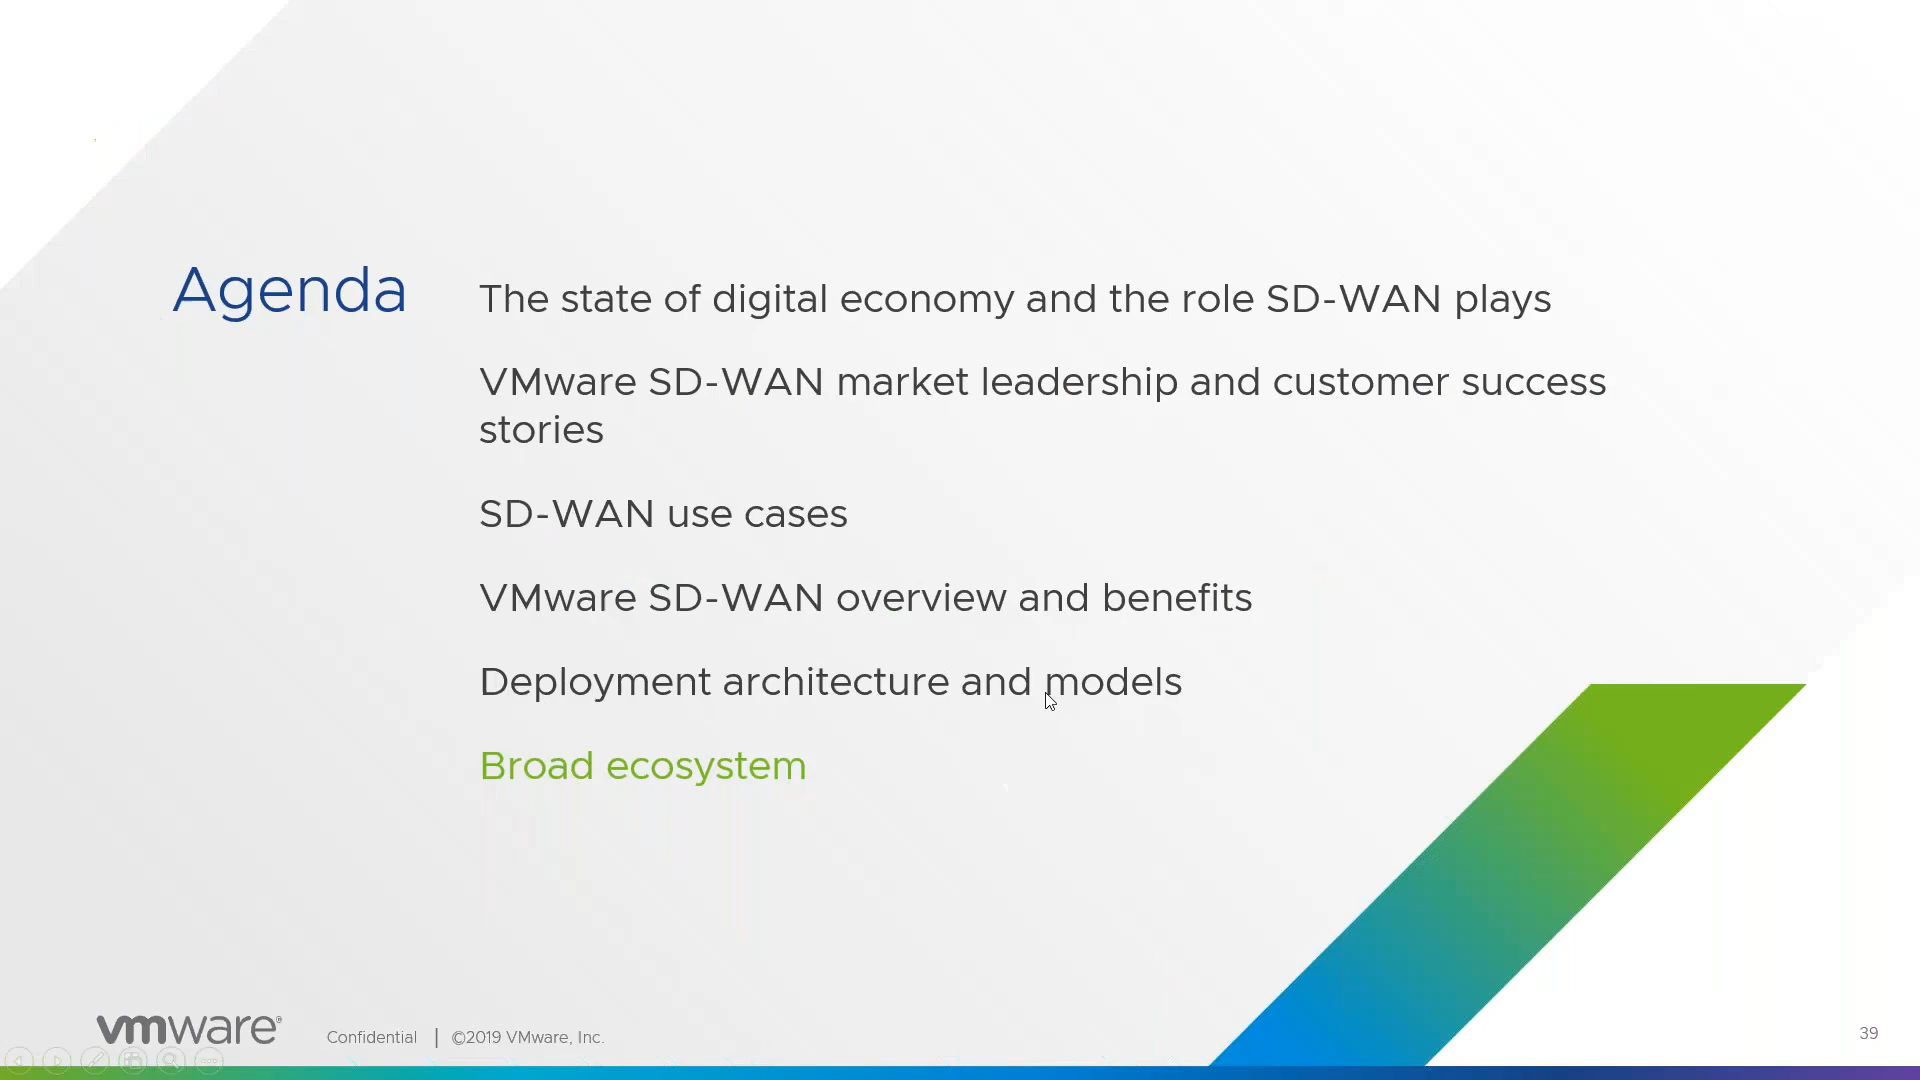 Agenda
The state of digital economy and the role SD-WAN plays
VMware SD-WAN market leadership and customer success
stories
SD-WAN use cases
VMware SD-WAN overview and benefits
Deployment architecture and models
Broad ecosystem
vmware®
Confidential | ©2019 VMware, Inc.
39